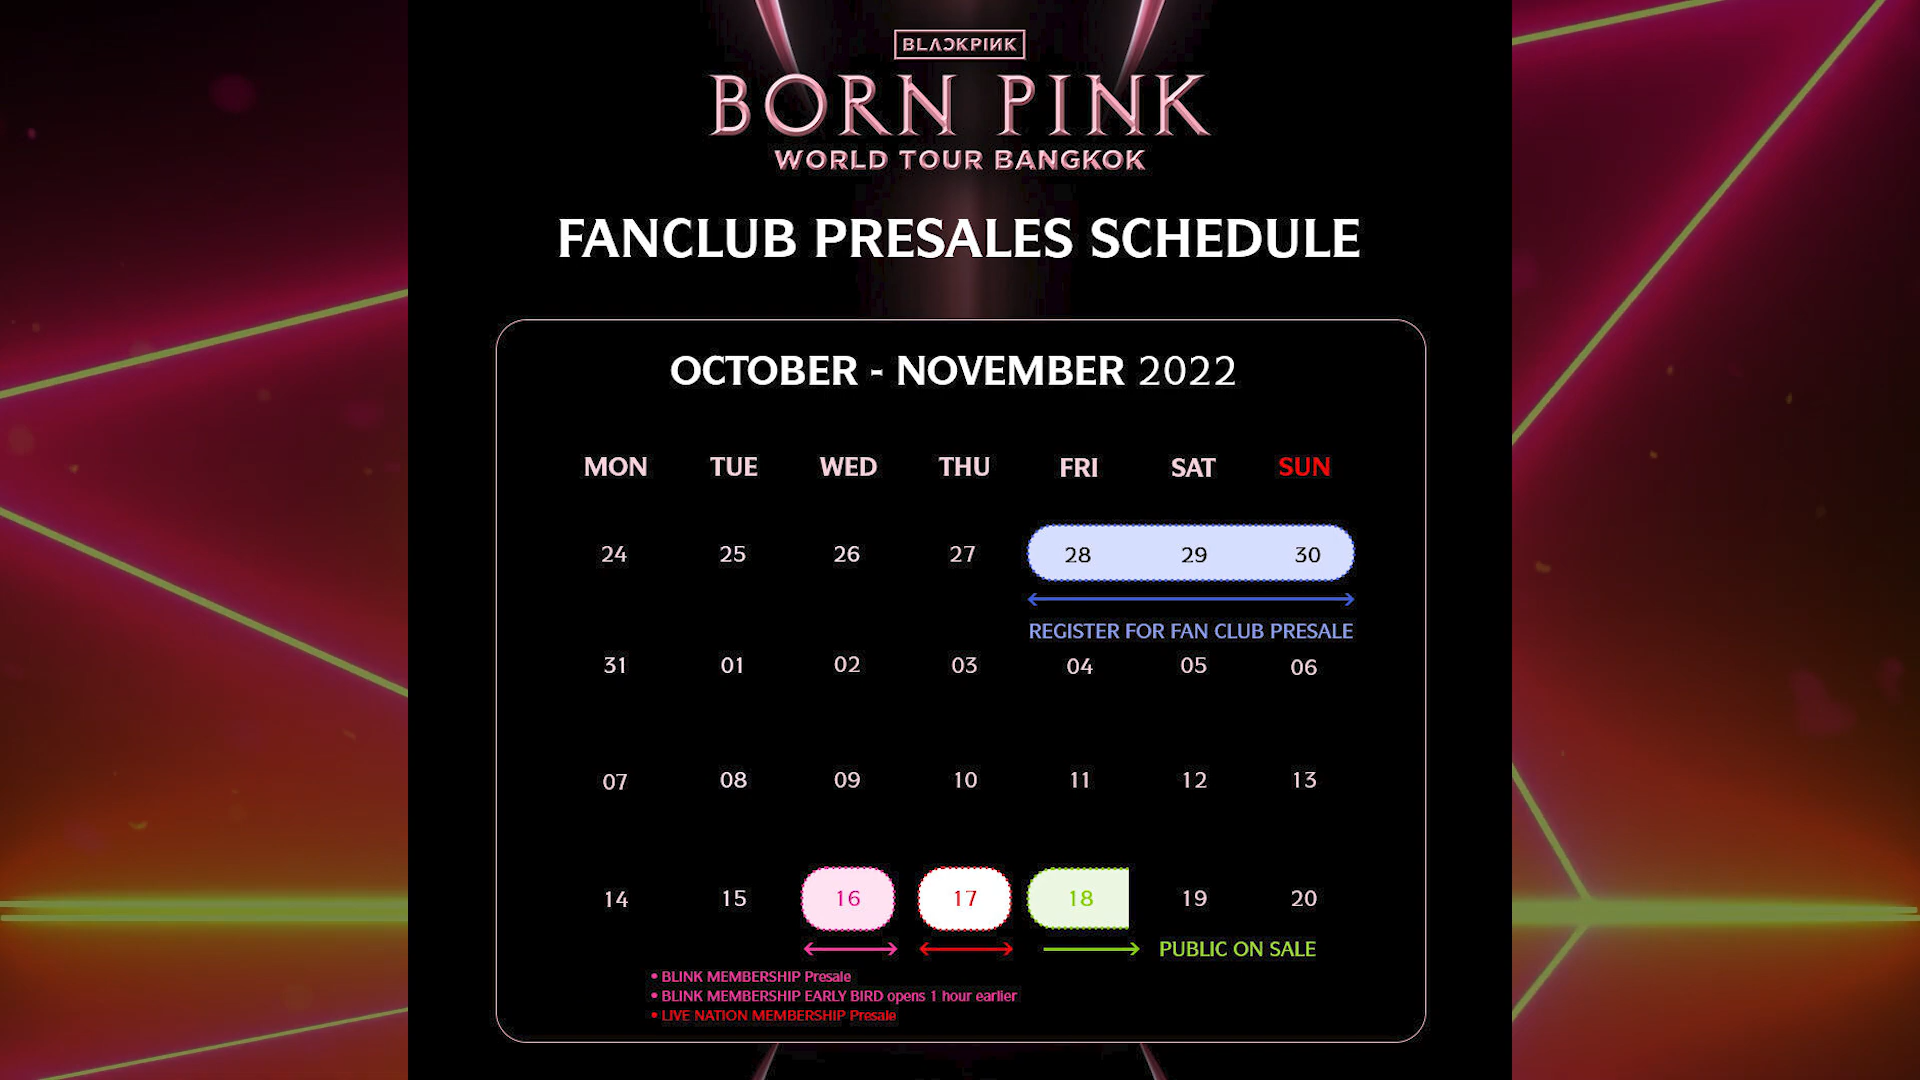 BLAƆKPIИK
BORN PINK
WORLD TOUR BANGKOK
FANCLUB PRESALES SCHEDULE
OCTOBER - NOVEMBER 2022
MON TUE WED THU FRI SAT SUN
24 25 26 27 28 29 30
REGISTER FOR FAN CLUB PRESALE
31 01 02 03 04 05 06
07 08 09 10 11 12 13
14 15 16 17 18 19 20
PUBLIC ON SALE
• BLINK MEMBERSHIP Presale
• BLINK MEMBERSHIP EARLY BIRD opens 1 hour earlier
• LIVE NATION MEMBERSHIP Presale